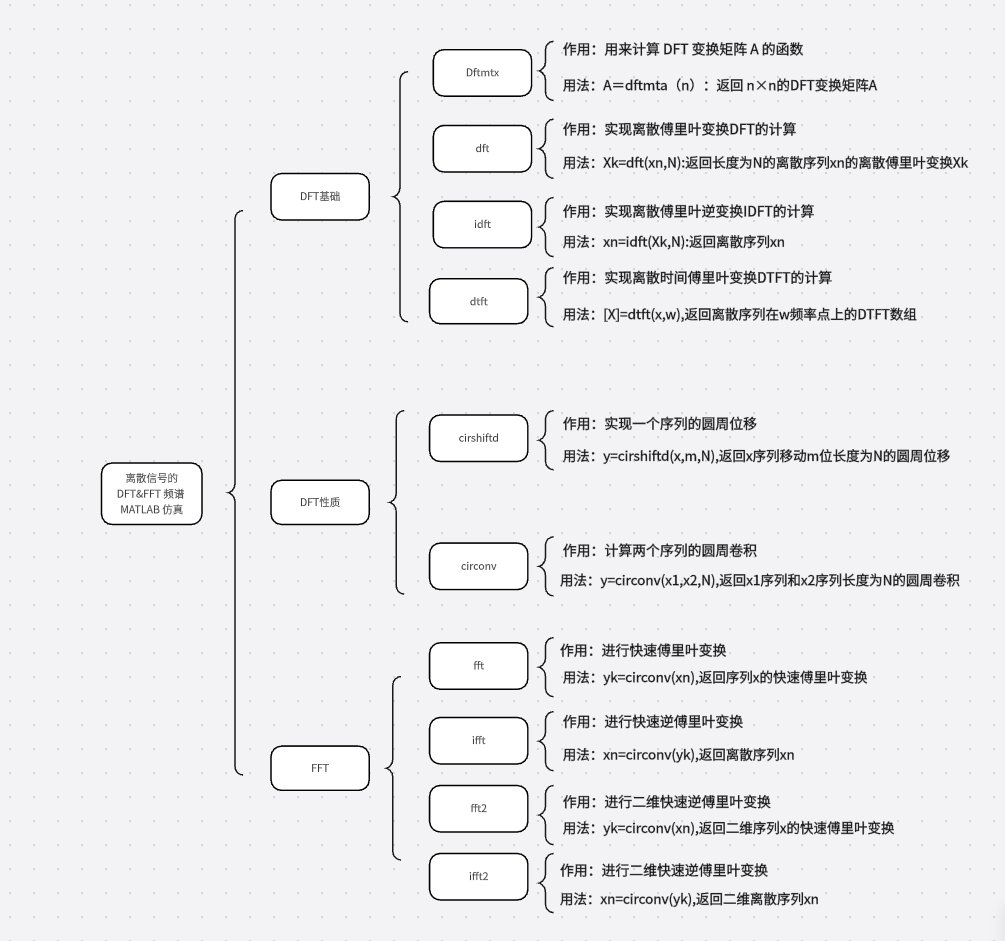 离散信号的
DFT&FFT 频谱
MATLAB 仿真
DFT基础
Dftmtx
作用：用来计算 DFT 变换矩阵 A 的函数
用法：A＝dftmta（n）：返回 n×n的DFT变换矩阵A
dft
作用：实现离散傅里叶变换DFT的计算
用法：Xk=dft(xn,N):返回长度为N的离散序列xn的离散傅里叶变换Xk
idft
作用：实现离散傅里叶逆变换IDFT的计算
用法：xn=idft(Xk,N):返回离散序列xn
dtft
作用：实现离散时间傅里叶变换DTFT的计算
用法：[X]=dtft(x,w),返回离散序列在w频率点上的DTFT数组
DFT性质
cirshiftd
作用：实现一个序列的圆周位移
用法：y=cirshiftd(x,m,N),返回x序列移动m位长度为N的圆周位移
circonv
作用：计算两个序列的圆周卷积
用法：y=circonv(x1,x2,N),返回x1序列和x2序列长度为N的圆周卷积
FFT
fft
作用：进行快速傅里叶变换
用法：yk=circonv(xn),返回序列x的快速傅里叶变换
ifft
作用：进行快速逆傅里叶变换
用法：xn=circonv(yk),返回离散序列xn
fft2
作用：进行二维快速逆傅里叶变换
用法：yk=circonv(xn),返回二维序列x的快速傅里叶变换
ifft2
作用：进行二维快速逆傅里叶变换
用法：xn=circonv(yk),返回二维离散序列xn